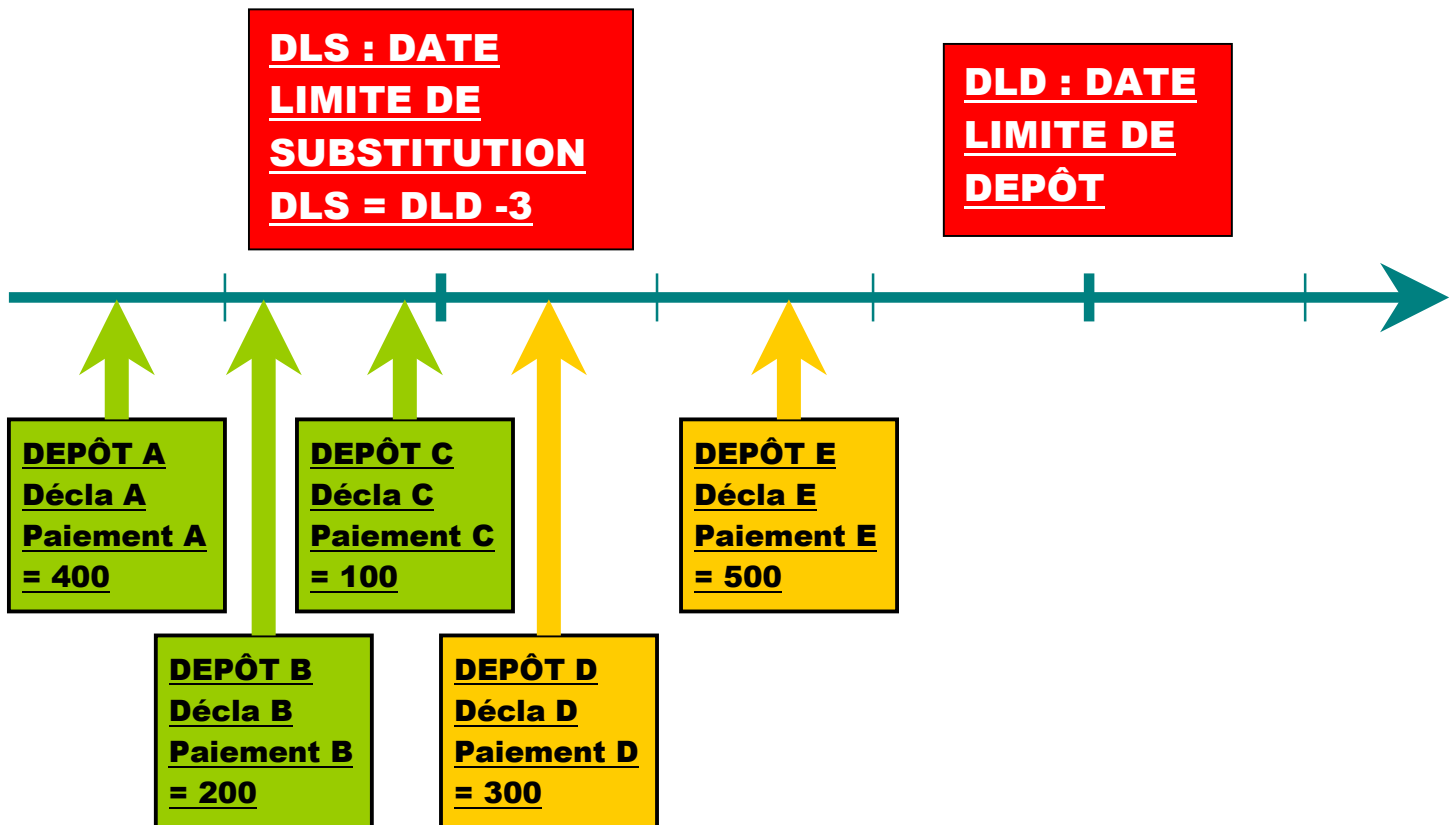 DLS : DATE
LIMITE DE
SUBSTITUTION
DLS = DLD -3
DLD : DATE
LIMITE DE
DEPÔT
DEPÔT A
Décla A
Paiement A
= 400
DEPÔT B
Décla B
Paiement B
= 200
DEPÔT C
Décla C
Paiement C
= 100
DEPÔT D
Décla D
Paiement D
= 300
DEPÔT E
Décla E
Paiement E
= 500